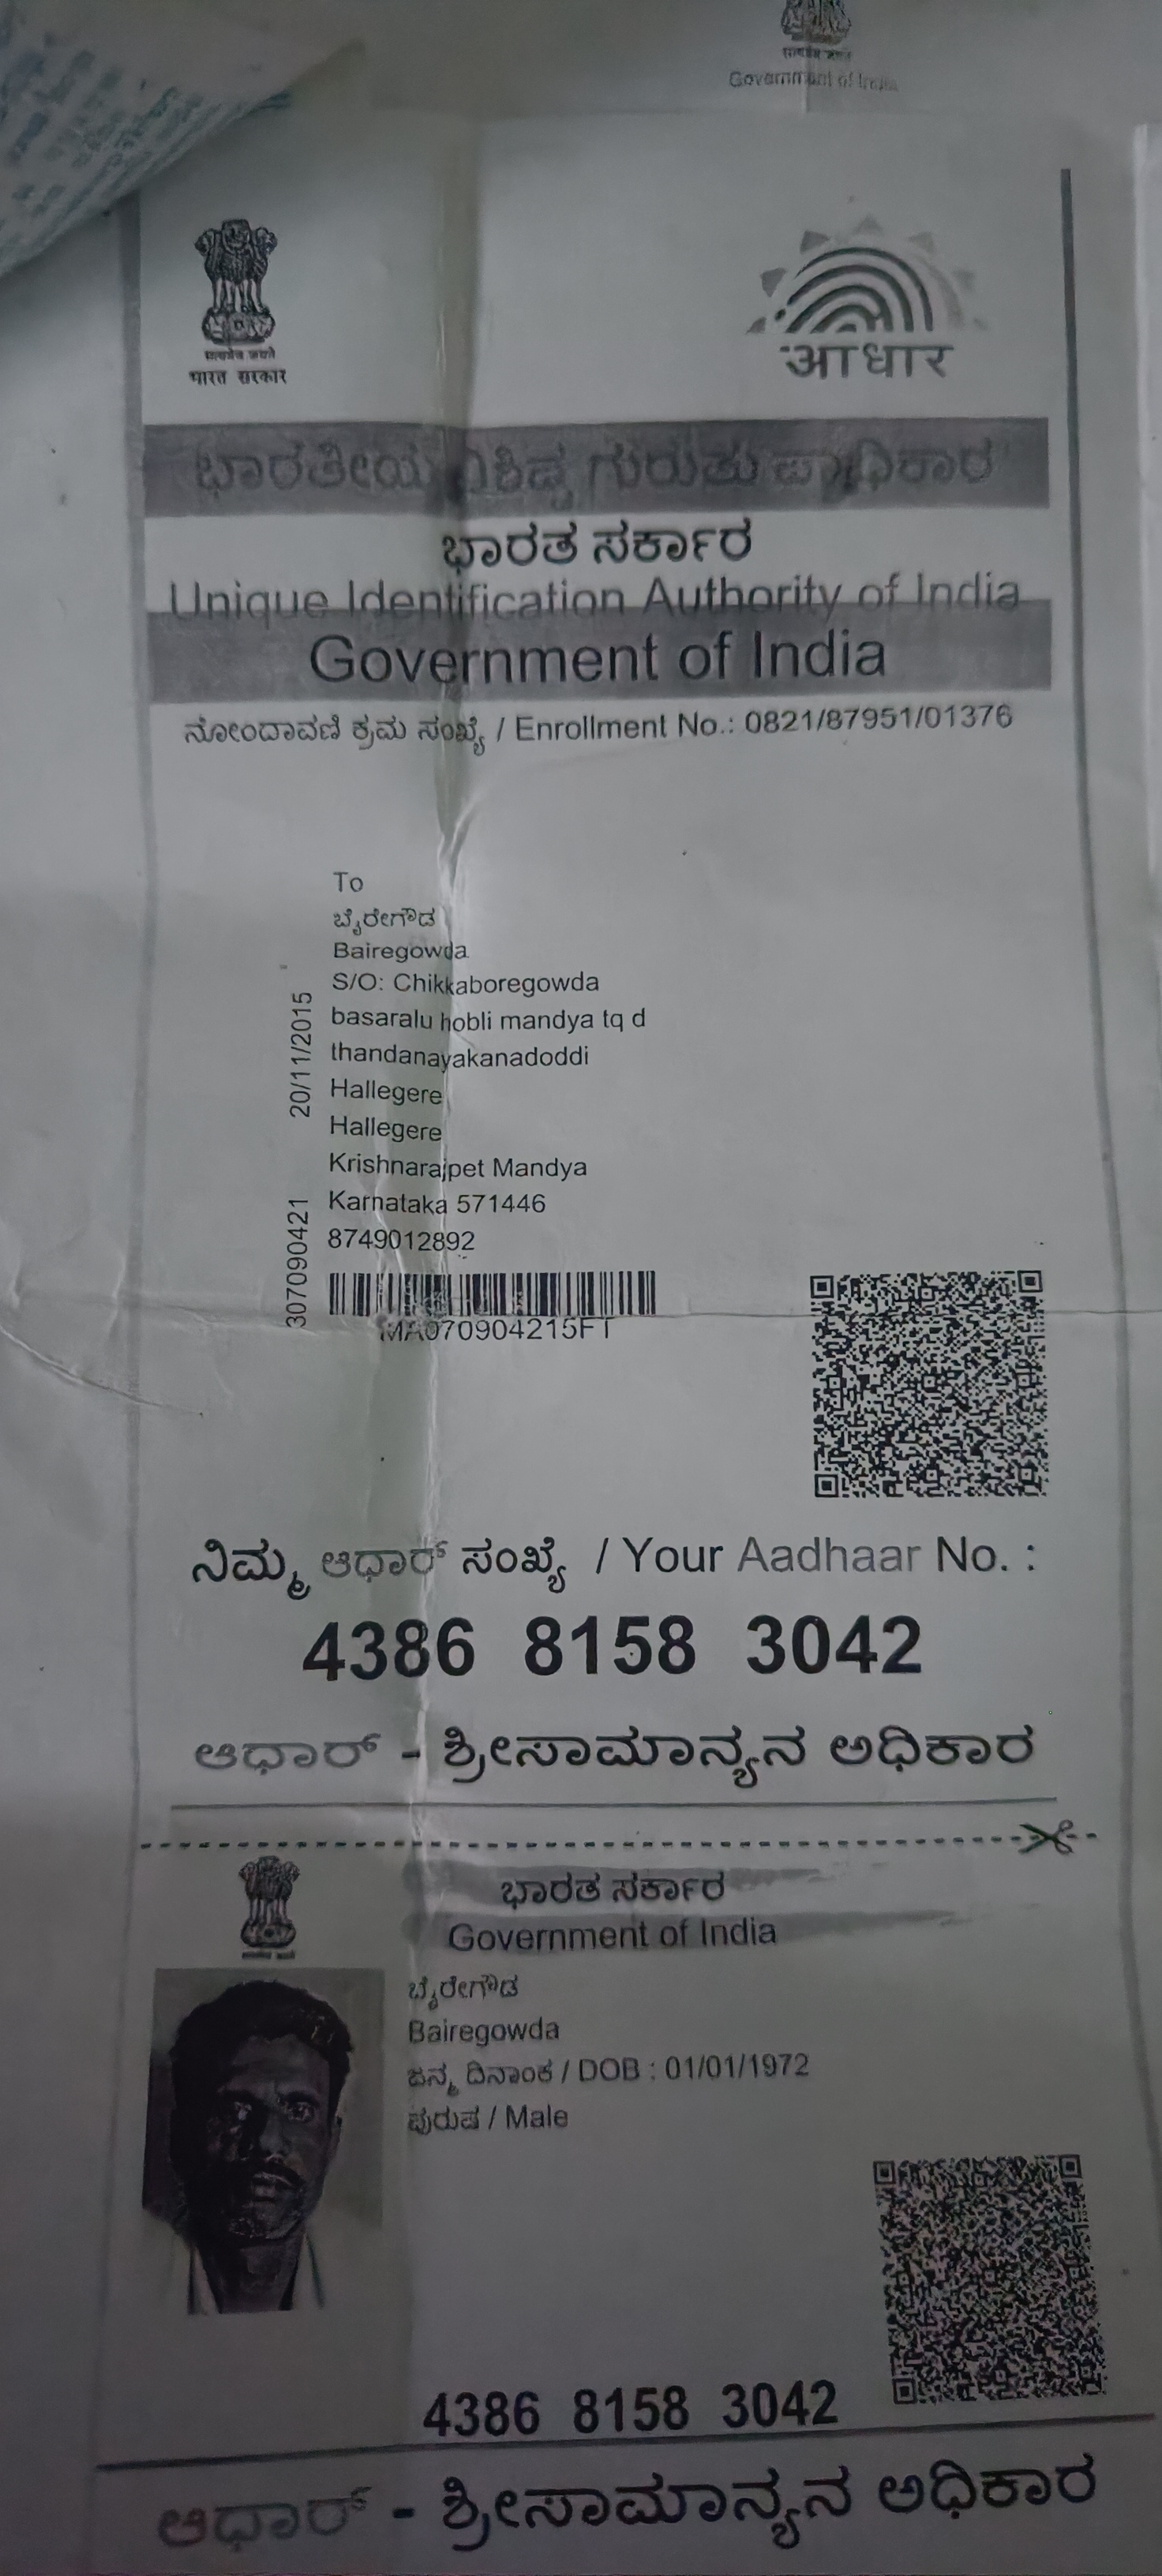 Government of India
सत्यमेव जयते
भारत सरकार
आधार
ಭಾರತೀಯ ವಿಶಿಷ್ಟ ಗುರುತು ಪ್ರಾಧಿಕಾರ
ಭಾರತ ಸರ್ಕಾರ
Unique Identification Authority of India
Government of India
ನೋಂದಾವಣಿ ಕ್ರಮ ಸಂಖ್ಯೆ / Enrollment No.: 0821/87951/01376
To
ಬೈರೇಗೌಡ
Bairegowda
S/O: Chikkaboregowda
basaralu hobli mandya tq d
thandanayakanadoddi
Hallegere
Hallegere
Krishnarajpet Mandya
Karnataka 571446
8749012892
20/11/2015
307090421
MA070904215FT
ನಿಮ್ಮ ಆಧಾರ್ ಸಂಖ್ಯೆ / Your Aadhaar No. :
4386 8158 3042
ಆಧಾರ್ - ಶ್ರೀಸಾಮಾನ್ಯನ ಅಧಿಕಾರ
ಭಾರತ ಸರ್ಕಾರ
Government of India
ಬೈರೇಗೌಡ
Bairegowda
ಜನ್ಮ ದಿನಾಂಕ / DOB : 01/01/1972
ಪುರುಷ / Male
4386 8158 3042
ಆಧಾರ್ - ಶ್ರೀಸಾಮಾನ್ಯನ ಅಧಿಕಾರ